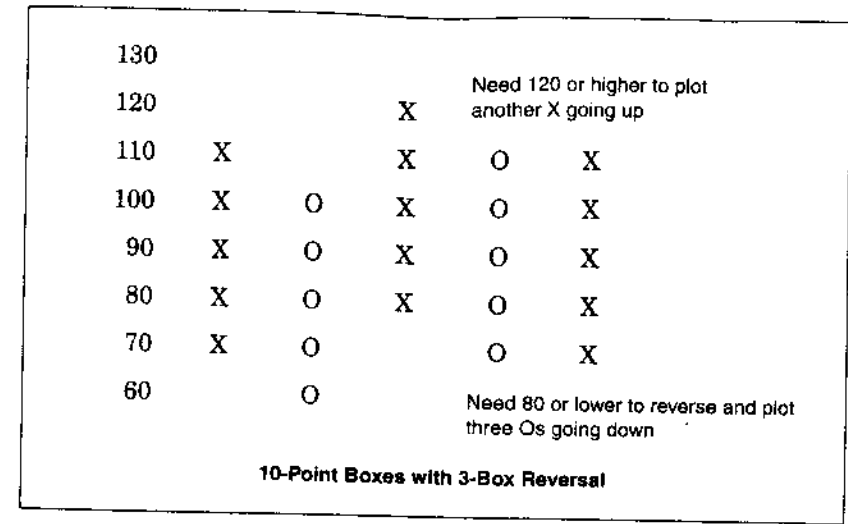 130
120 X Need 120 or higher to plot
another X going up
110 X X O X
100 X O X O X
90 X O X O X
80 X O X O X
70 X O O X
60 O Need 80 or lower to reverse and plot
three Os going down
10-Point Boxes with 3-Box Reversal